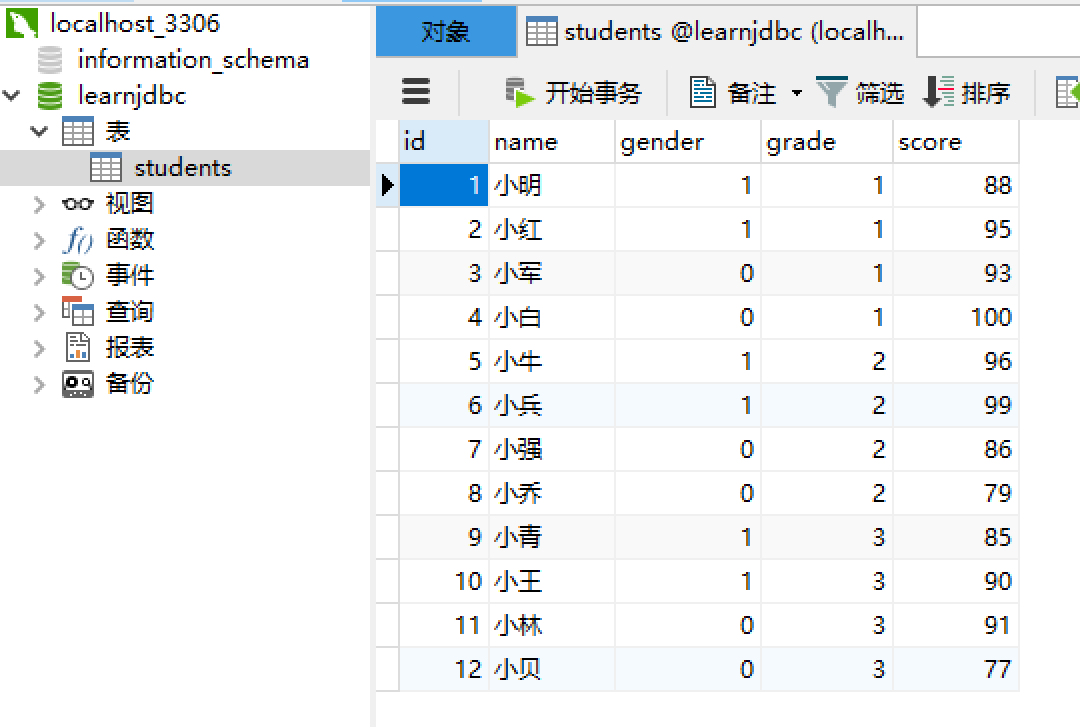 localhost_3306
information_schema
learnjdbc
表
students
视图
函数
事件
查询
报表
备份
对象 students @learnjdbc (localh...
开始事务 备注 筛选 排序
id name gender grade score
1 小明 1 1 88
2 小红 1 1 95
3 小军 0 1 93
4 小白 0 1 100
5 小牛 1 2 96
6 小兵 1 2 99
7 小强 0 2 86
8 小乔 0 2 79
9 小青 1 3 85
10 小王 1 3 90
11 小林 0 3 91
12 小贝 0 3 77